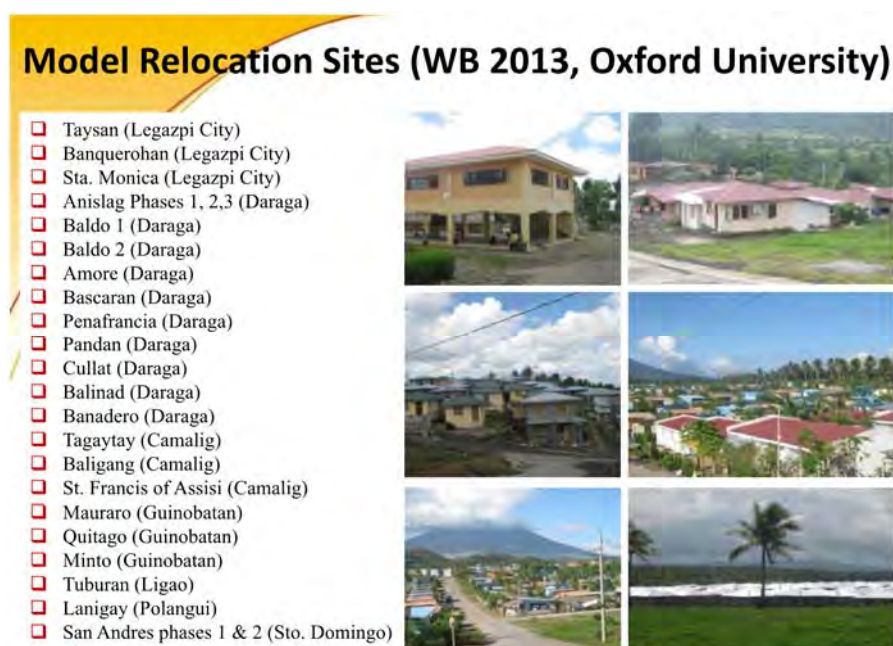 Model Relocation Sites (WB 2013, Oxford University)
Taysan (Legazpi City)
Banquerohan (Legazpi City)
Sta. Monica (Legazpi City)
Anislag Phases 1, 2,3 (Daraga)
Baldo 1 (Daraga)
Baldo 2 (Daraga)
Amore (Daraga)
Bascaran (Daraga)
Penafrancia (Daraga)
Pandan (Daraga)
Cullat (Daraga)
Balinad (Daraga)
Banadero (Daraga)
Tagaytay (Camalig)
Baligang (Camalig)
St. Francis of Assisi (Camalig)
Mauraro (Guinobatan)
Quitago (Guinobatan)
Minto (Guinobatan)
Tuburan (Ligao)
Lanigay (Polangui)
San Andres phases 1 & 2 (Sto. Domingo)